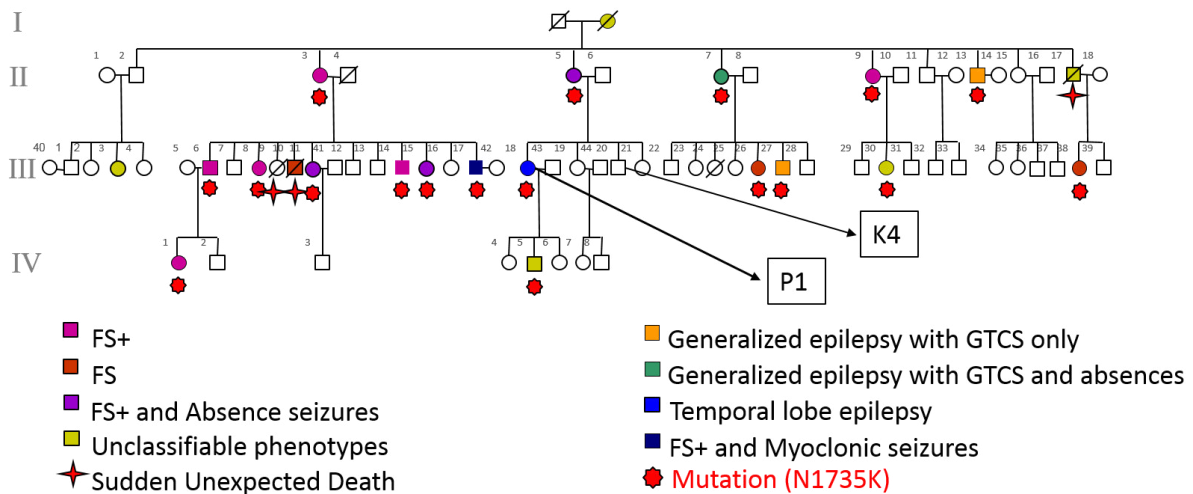 I
1 2 3 4 5 6 7 8 9 10 11 12 13 14 15 16 17 18
II
40 1 2 3 4 5 6 7 8 9 10 11 41 12 13 14 15 16 17 42 18 43 19 44 20 21 22 23 24 25 26 27 28 29 30 31 32 33 34 35 36 37 38 39
III
K4
1 2 3 4 5 6 7 8
IV
P1
FS+
FS
FS+ and Absence seizures
Unclassifiable phenotypes
Sudden Unexpected Death
Generalized epilepsy with GTCS only
Generalized epilepsy with GTCS and absences
Temporal lobe epilepsy
FS+ and Myoclonic seizures
Mutation (N1735K)